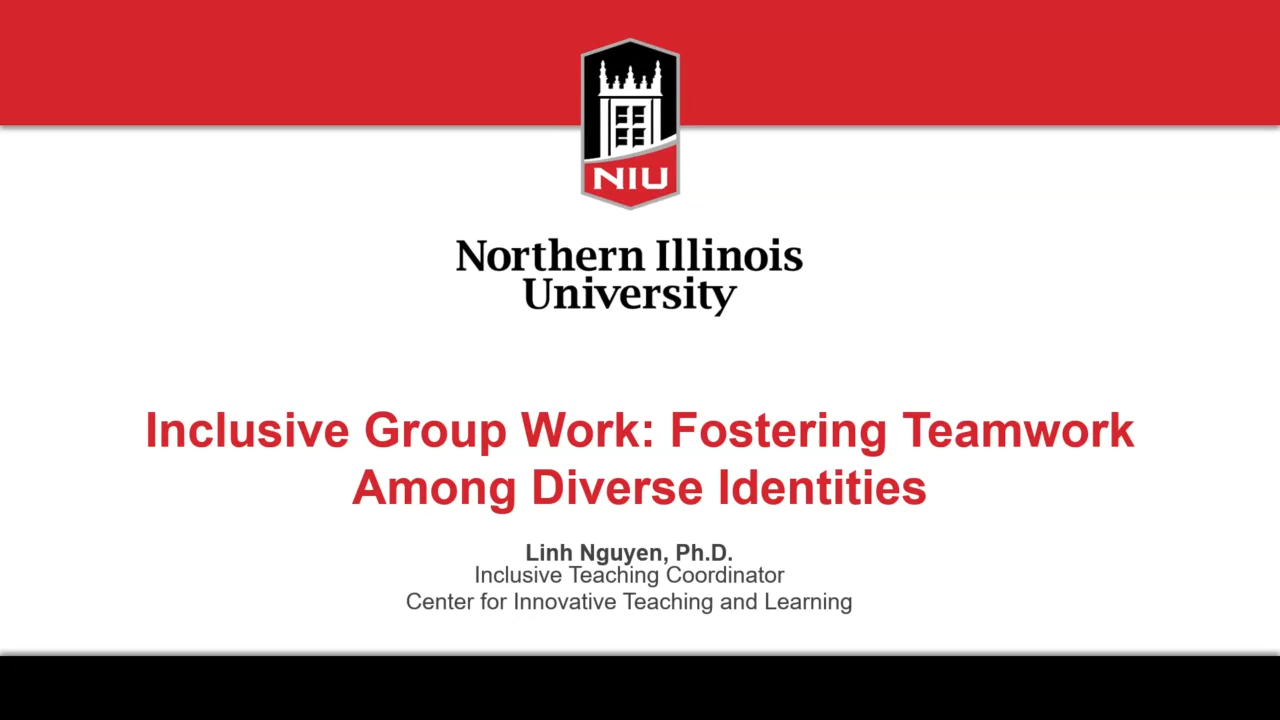 NIU
Northern Illinois
University
Inclusive Group Work: Fostering Teamwork
Among Diverse Identities
Linh Nguyen, Ph.D.
Inclusive Teaching Coordinator
Center for Innovative Teaching and Learning